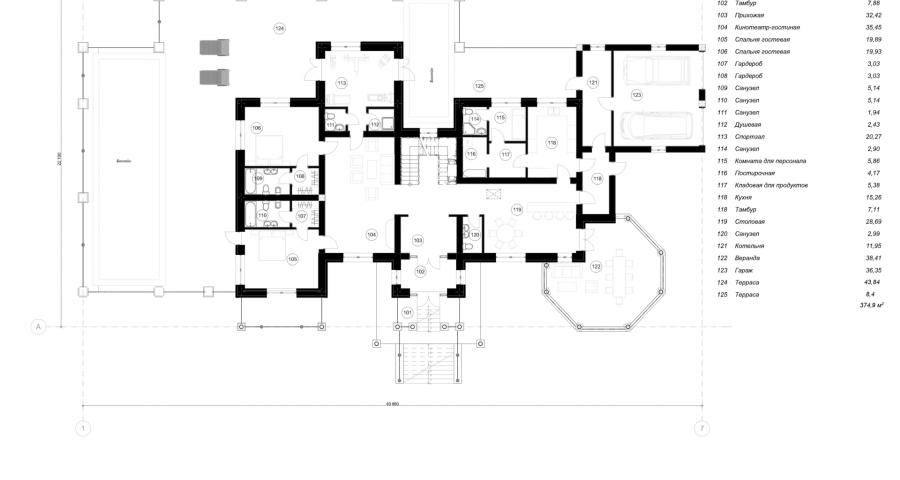 102 Тамбур 7,88
103 Прихожая 32,42
104 Кинотеатр-гостиная 35,45
105 Спальня гостевая 19,89
106 Спальня гостевая 19,93
107 Гардероб 3,03
108 Гардероб 3,03
109 Санузел 5,14
110 Санузел 5,14
111 Санузел 1,94
112 Душевая 2,43
113 Спортзал 20,27
114 Санузел 2,90
115 Комната для персонала 5,86
116 Постирочная 4,17
117 Кладовая для продуктов 5,38
118 Кухня 15,26
118 Тамбур 7,11
119 Столовая 28,69
120 Санузел 2,99
121 Котельня 11,95
122 Веранда 38,41
123 Гараж 36,35
124 Терраса 43,84
125 Терраса 8,4
374,9 м²
124
113
125
121
123
111
112
114
115
118
106
116
117
109
108
118
110
107
119
104
103
120
105
102
122
101
А
1
7